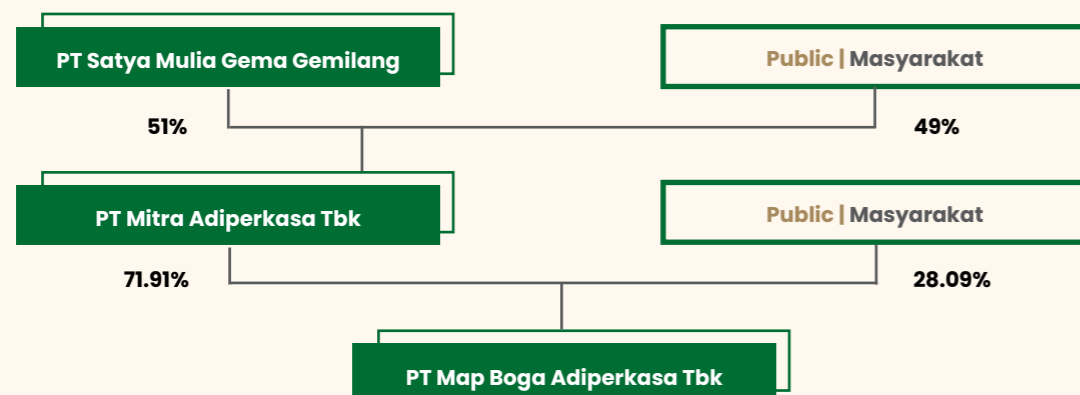 PT Satya Mulia Gema Gemilang
Public | Masyarakat
51%
49%
PT Mitra Adiperkasa Tbk
Public | Masyarakat
71.91%
28.09%
PT Map Boga Adiperkasa Tbk